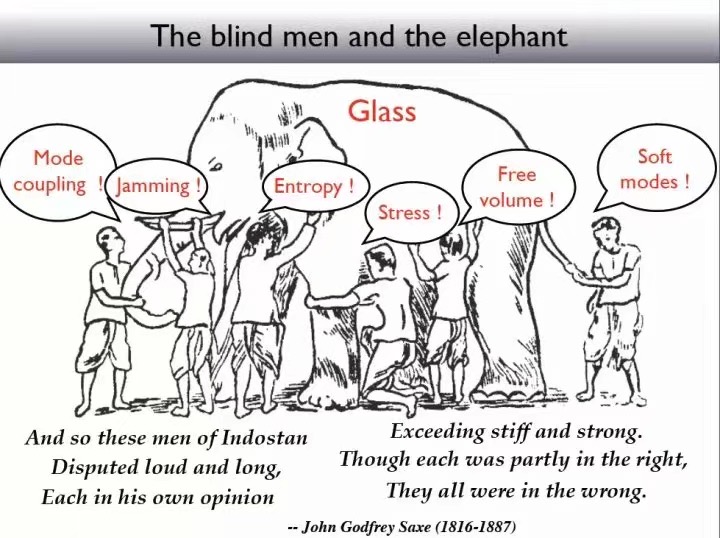 The blind men and the elephant
Glass
Mode
coupling !
Jamming !
Entropy !
Stress !
Free
volume !
Soft
modes !
And so these men of Indostan
Disputed loud and long,
Each in his own opinion
Exceeding stiff and strong.
Though each was partly in the right,
They all were in the wrong.
-- John Godfrey Saxe (1816-1887)